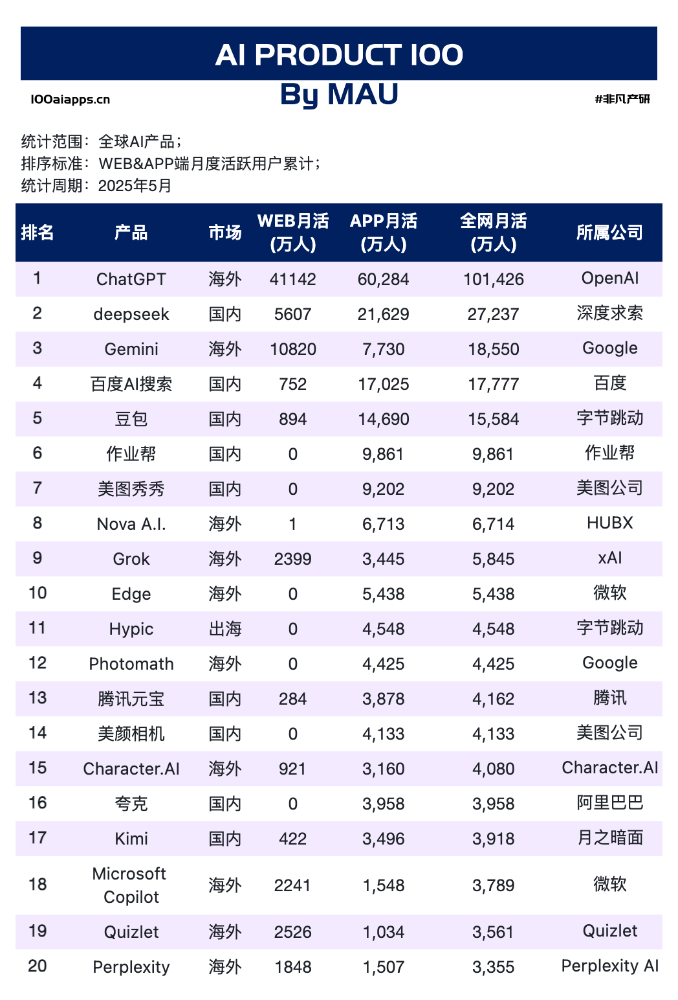 AI PRODUCT 100
By MAU
100aiapps.cn
#非凡产研
统计范围：全球AI产品；
排序标准：WEB&APP端月度活跃用户累计；
统计周期：2025年5月
排名 产品 市场 WEB月活(万人) APP月活(万人) 全网月活(万人) 所属公司
1 ChatGPT 海外 41142 60,284 101,426 OpenAI
2 deepseek 国内 5607 21,629 27,237 深度求索
3 Gemini 海外 10820 7,730 18,550 Google
4 百度AI搜索 国内 752 17,025 17,777 百度
5 豆包 国内 894 14,690 15,584 字节跳动
6 作业帮 国内 0 9,861 9,861 作业帮
7 美图秀秀 国内 0 9,202 9,202 美图公司
8 Nova A.I. 海外 1 6,713 6,714 HUBX
9 Grok 海外 2399 3,445 5,845 xAI
10 Edge 海外 0 5,438 5,438 微软
11 Hypic 出海 0 4,548 4,548 字节跳动
12 Photomath 海外 0 4,425 4,425 Google
13 腾讯元宝 国内 284 3,878 4,162 腾讯
14 美颜相机 国内 0 4,133 4,133 美图公司
15 Character.AI 海外 921 3,160 4,080 Character.AI
16 夸克 国内 0 3,958 3,958 阿里巴巴
17 Kimi 国内 422 3,496 3,918 月之暗面
18 Microsoft Copilot 海外 2241 1,548 3,789 微软
19 Quizlet 海外 2526 1,034 3,561 Quizlet
20 Perplexity 海外 1848 1,507 3,355 Perplexity AI